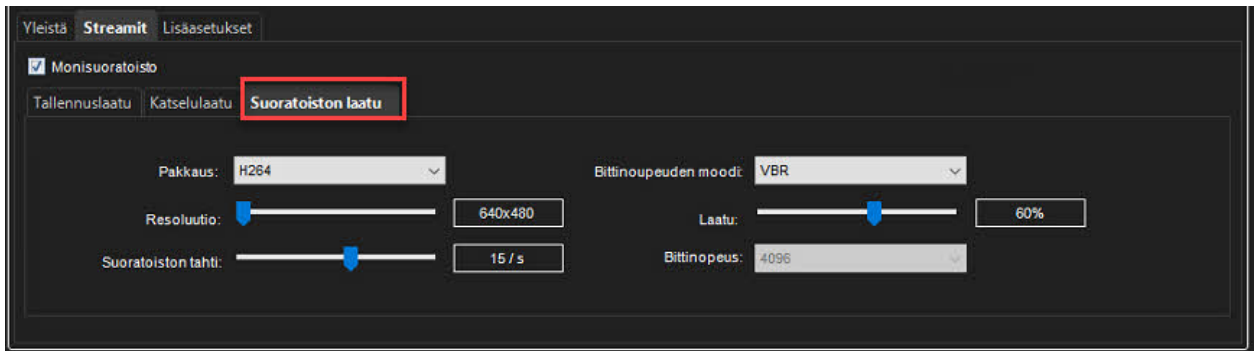 Yleistä Streamit Lisäasetukset
Monisuoratoisto
Tallennuslaatu Katselulaatu Suoratoiston laatu
Pakkaus: H264 Bittinoupeuden moodi: VBR
Resoluutio: 640x480 Laatu: 60%
Suoratoiston tahti: 15 / s Bittinopeus: 4096